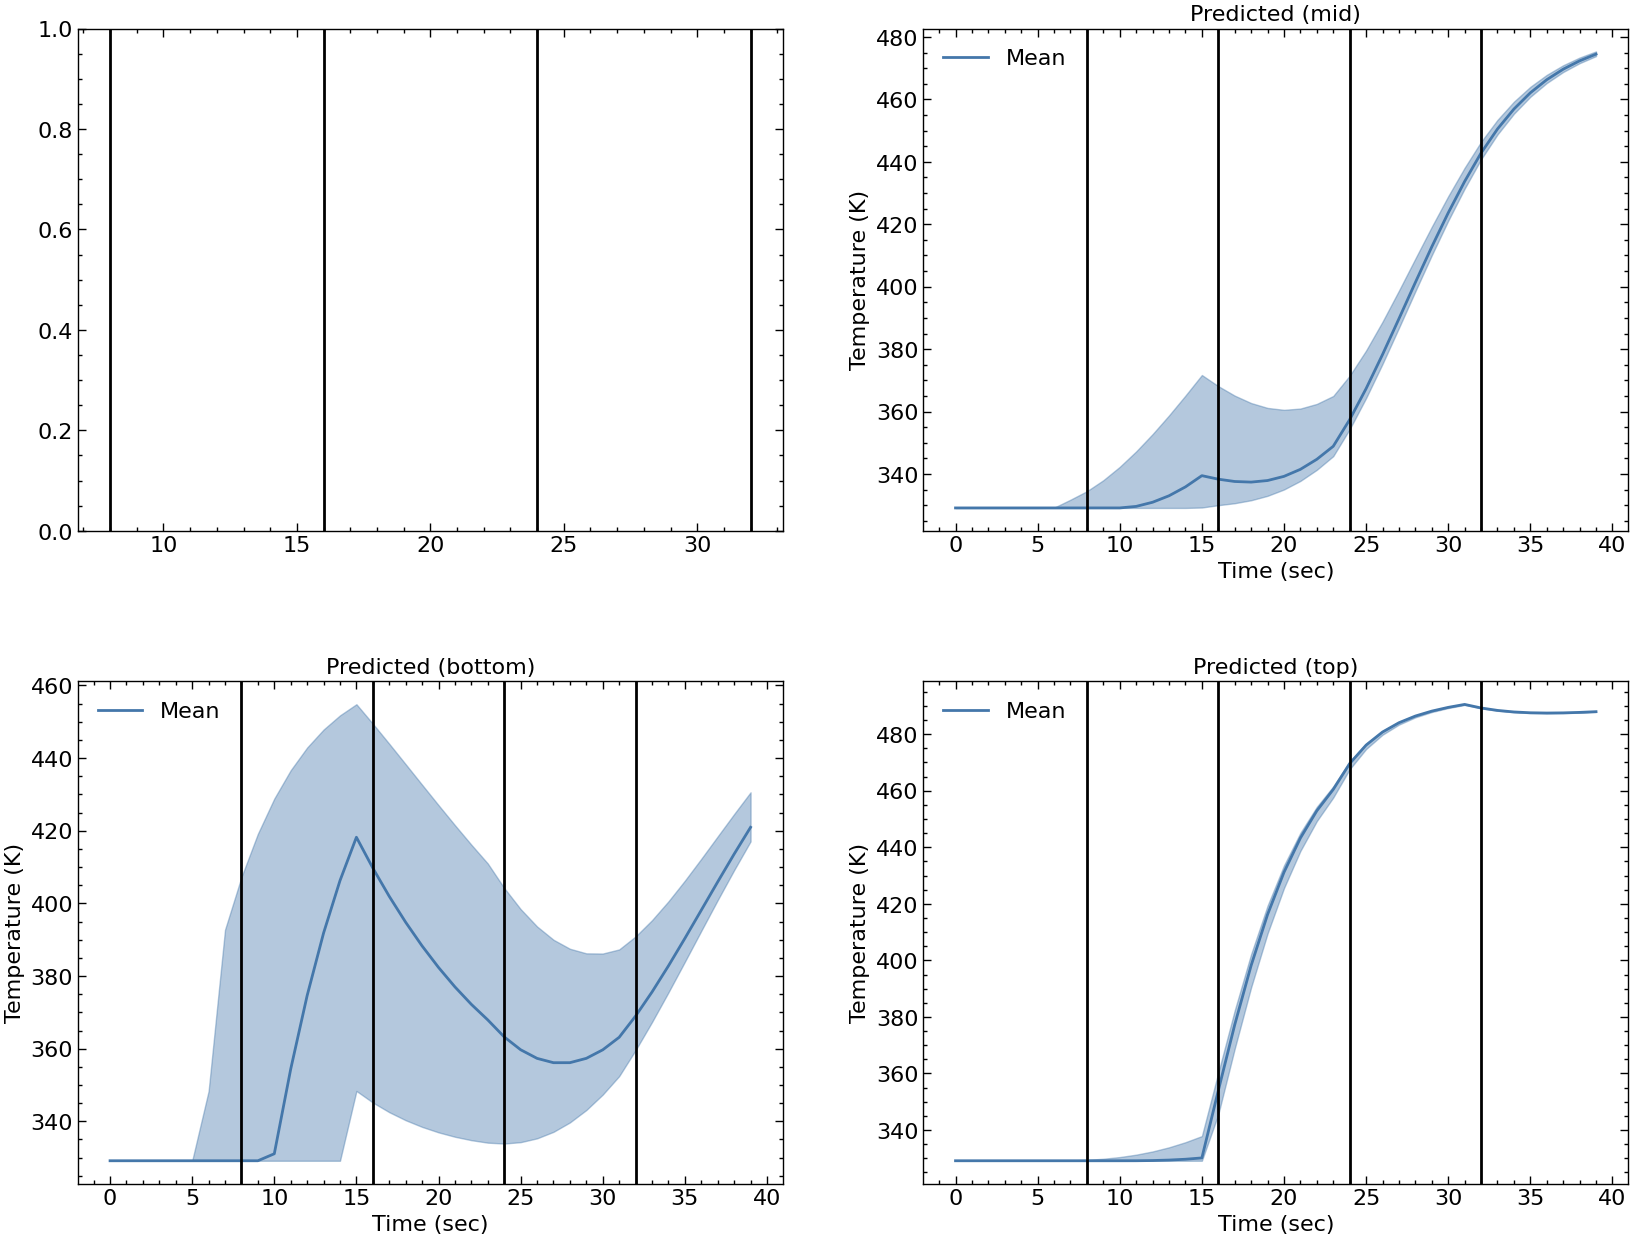 1.0
0.8
0.6
0.4
0.2
0.0
10 15 20 25 30
Predicted (mid)
Mean
480
460
440
420
400
380
360
340
Temperature (K)
0 5 10 15 20 25 30 35 40
Time (sec)
Predicted (bottom)
Mean
460
440
420
400
380
360
340
Temperature (K)
0 5 10 15 20 25 30 35 40
Time (sec)
Predicted (top)
Mean
480
460
440
420
400
380
360
340
Temperature (K)
0 5 10 15 20 25 30 35 40
Time (sec)